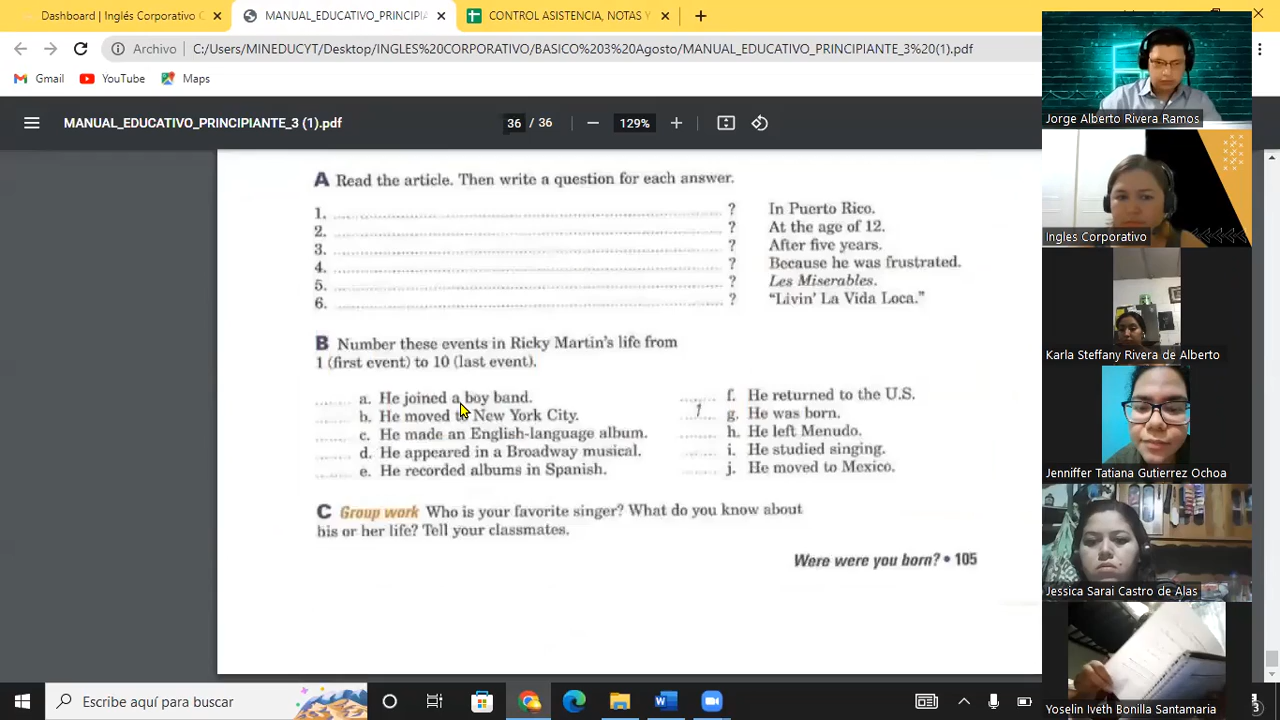 Dashboard | Inglés Corporativo C
MANUAL_EDUCATIVO_PRINCIPIA
CONTROL ADISTENCIA, NOTAS Y
Archivo
C:/Users/MINEDUCYT/Desktop/INGLES%20CORPORATIVO/BASICO%203%20Agosto/MANUAL_EDUCATIVO_PRINCIPIANTE_3%20(1).pdf
Gmail
YouTube
Maps
MANUAL_EDUCATIVO_PRINCIPIANTE_3 (1).pdf
36 / 36
129%
A Read the article. Then write a question for each answer.
1. ? In Puerto Rico.
2. ? At the age of 12.
3. ? After five years.
4. ? Because he was frustrated.
5. ? Les Miserables.
6. ? "Livin' La Vida Loca."
B Number these events in Ricky Martin's life from
1 (first event) to 10 (last event).
a. He joined a boy band.
b. He moved to New York City.
c. He made an English-language album.
d. He appeared in a Broadway musical.
e. He recorded albums in Spanish.
f. He returned to the U.S.
1 g. He was born.
h. He left Menudo.
i. He studied singing.
j. He moved to Mexico.
C Group work Who is your favorite singer? What do you know about
his or her life? Tell your classmates.
Were were you born? • 105
Jorge Alberto Rivera Ramos
Ingles Corporativo
Karla Steffany Rivera de Alberto
Jenniffer Tatiana Gutierrez Ochoa
Jessica Sarai Castro de Alas
Yoselin Iveth Bonilla Santamaria
Escribe aquí para buscar